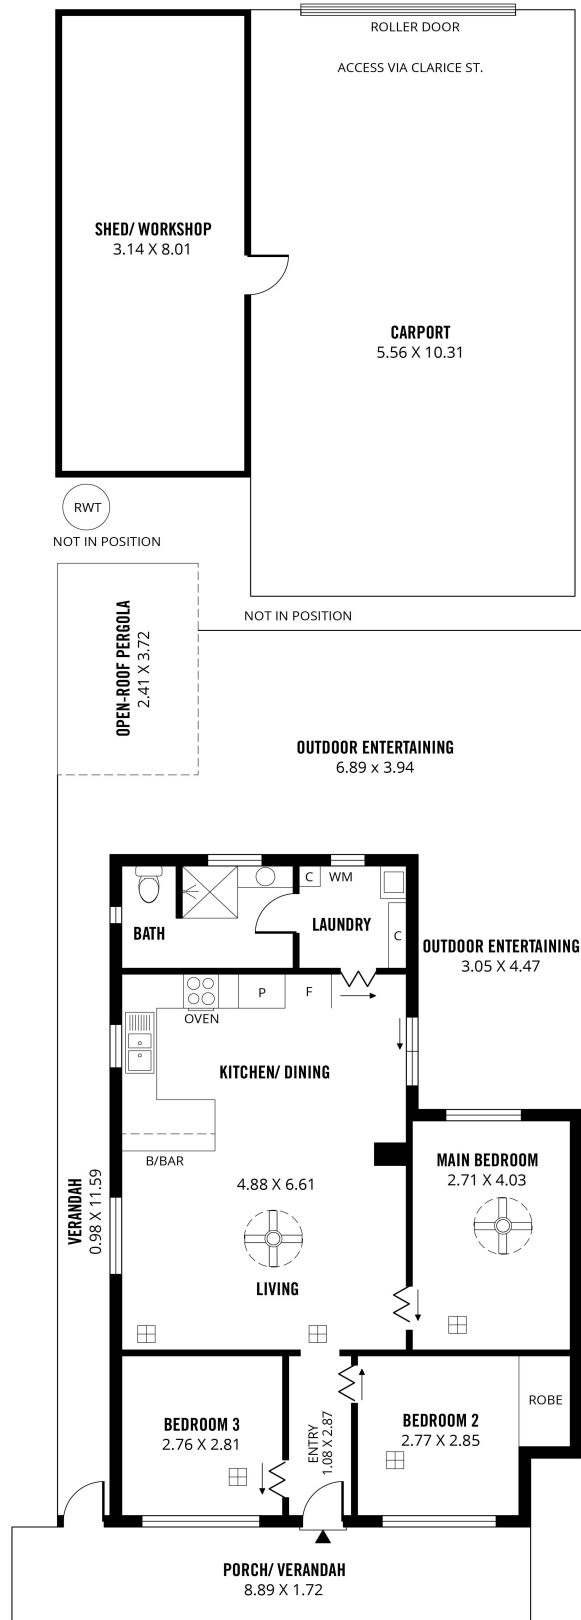 ROLLER DOOR
ACCESS VIA CLARICE ST.
SHED/ WORKSHOP
3.14 X 8.01
CARPORT
5.56 X 10.31
RWT
NOT IN POSITION
NOT IN POSITION
OPEN-ROOF PERGOLA
2.41 X 3.72
OUTDOOR ENTERTAINING
6.89 x 3.94
C
WM
BATH
LAUNDRY
C
OUTDOOR ENTERTAINING
3.05 X 4.47
P
F
OVEN
KITCHEN/ DINING
B/BAR
MAIN BEDROOM
2.71 X 4.03
4.88 X 6.61
VERANDAH
0.98 X 11.59
LIVING
ROBE
BEDROOM 3
2.76 X 2.81
ENTRY
1.08 X 2.87
BEDROOM 2
2.77 X 2.85
PORCH/ VERANDAH
8.89 X 1.72